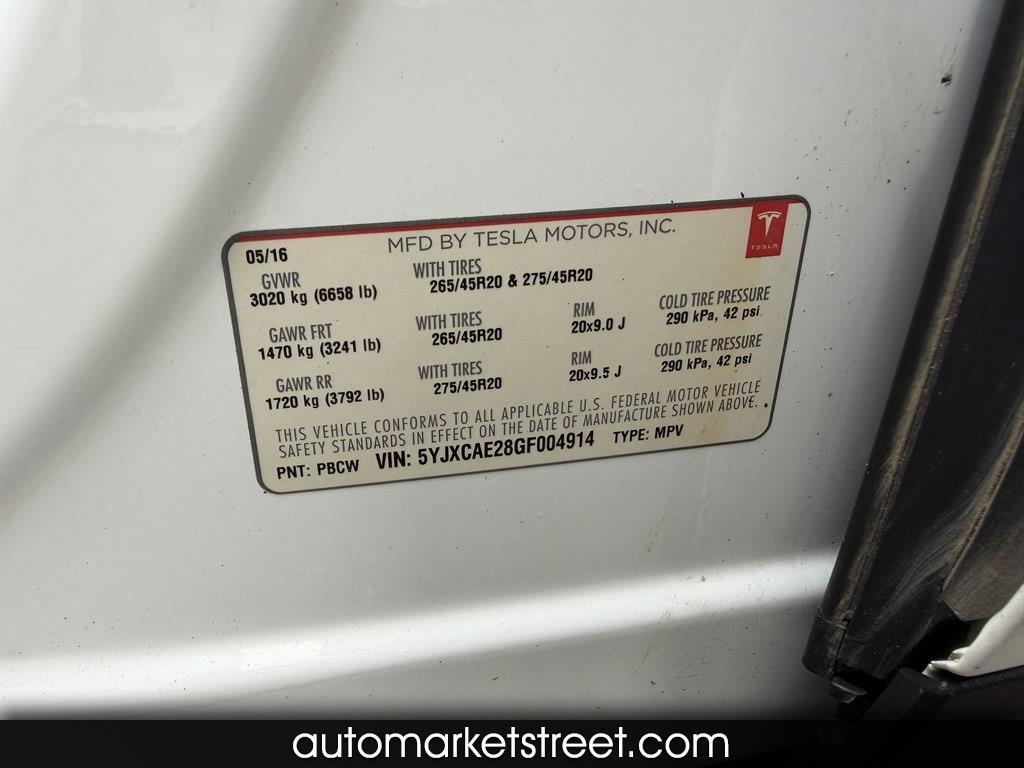 MFD BY TESLA MOTORS, INC.
TESLA
05/16
GVWR WITH TIRES
3020 kg (6658 lb) 265/45R20 & 275/45R20
GAWR FRT WITH TIRES RIM COLD TIRE PRESSURE
1470 kg (3241 lb) 265/45R20 20x9.0 J 290 kPa, 42 psi
GAWR RR WITH TIRES RIM COLD TIRE PRESSURE
1720 kg (3792 lb) 275/45R20 20x9.5 J 290 kPa, 42 psi
THIS VEHICLE CONFORMS TO ALL APPLICABLE U.S. FEDERAL MOTOR VEHICLE
SAFETY STANDARDS IN EFFECT ON THE DATE OF MANUFACTURE SHOWN ABOVE.
PNT: PBCW VIN: 5YJXCAE28GF004914 TYPE: MPV
automarketstreet.com